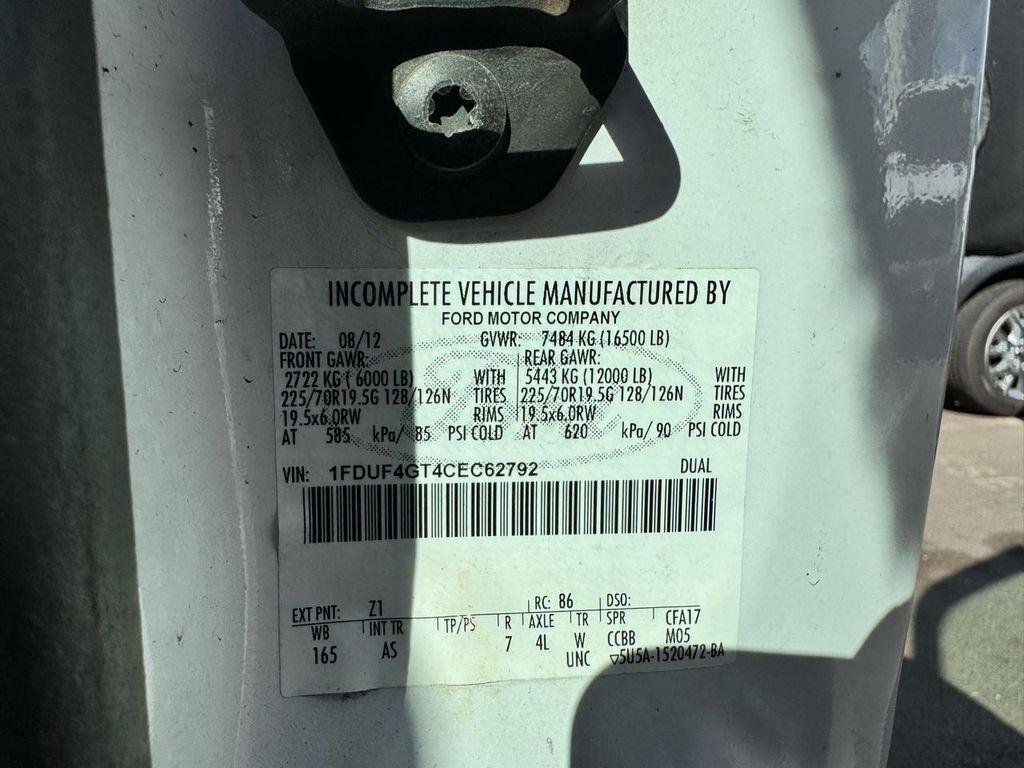 INCOMPLETE VEHICLE MANUFACTURED BY
FORD MOTOR COMPANY
DATE: 08/12 GVWR: 7484 KG (16500 LB)
FRONT GAWR: REAR GAWR:
2722 KG ( 6000 LB) WITH 5443 KG (12000 LB) WITH
225/70R19.5G 128/126N TIRES 225/70R19.5G 128/126N TIRES
19.5x6.0RW RIMS 19.5x6.0RW RIMS
AT 585 kPa/ 85 PSI COLD AT 620 kPa/ 90 PSI COLD
VIN: 1FDUF4GT4CEC62792 DUAL
EXT PNT: Z1 RC: 86 DSO:
WB INT TR TP/PS R AXLE TR SPR CFA17
165 AS 7 4L W CCBB M05
UNC ▽5U5A-1520472-BA